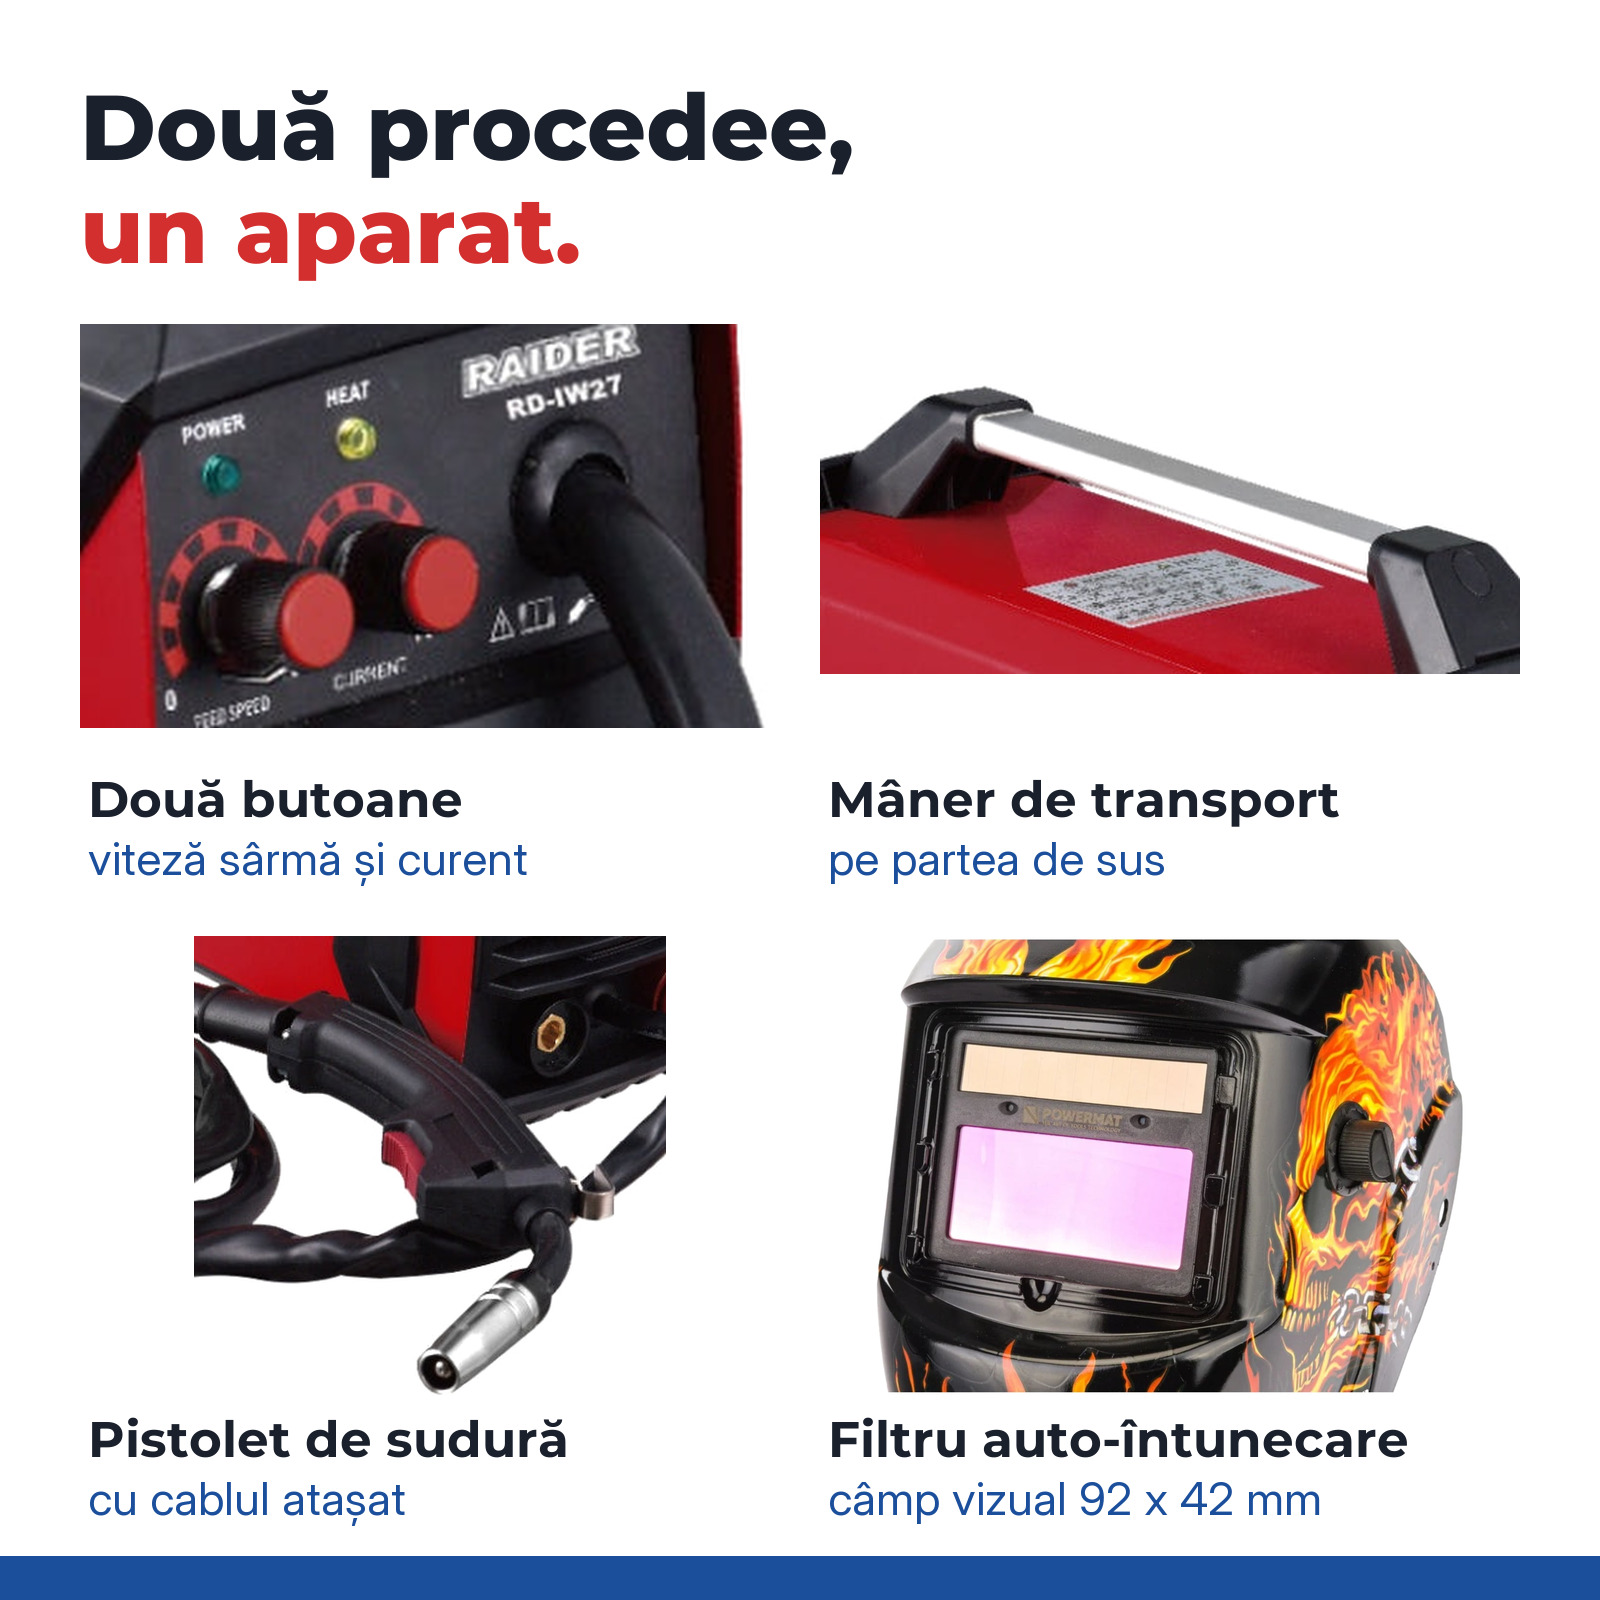 Două procedee,
un aparat.
RAIDER
RD-IW27
HEAT
POWER
CURRENT
0
FEED SPEED
Două butoane
viteză sârmă și curent
Mâner de transport
pe partea de sus
POWERMAT
Pistolet de sudură
cu cablul atașat
Filtru auto-întunecare
câmp vizual 92 x 42 mm